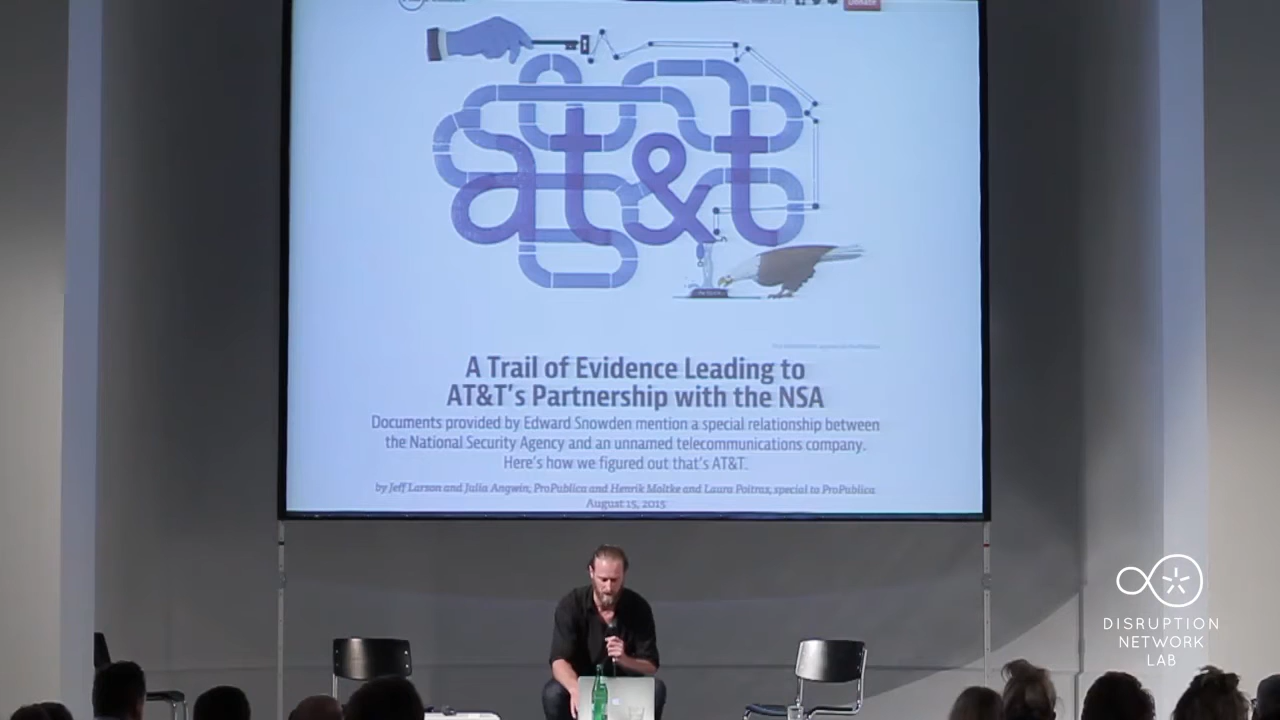 Donate
at&t
A Trail of Evidence Leading to
AT&T's Partnership with the NSA
Documents provided by Edward Snowden mention a special relationship between
the National Security Agency and an unnamed telecommunications company.
Here's how we figured out that's AT&T.
by Jeff Larson and Julia Angwin, ProPublica and Henrik Moltke and Laura Poitras, special to ProPublica
August 15, 2015
DISRUPTION
NETWORK
LAB